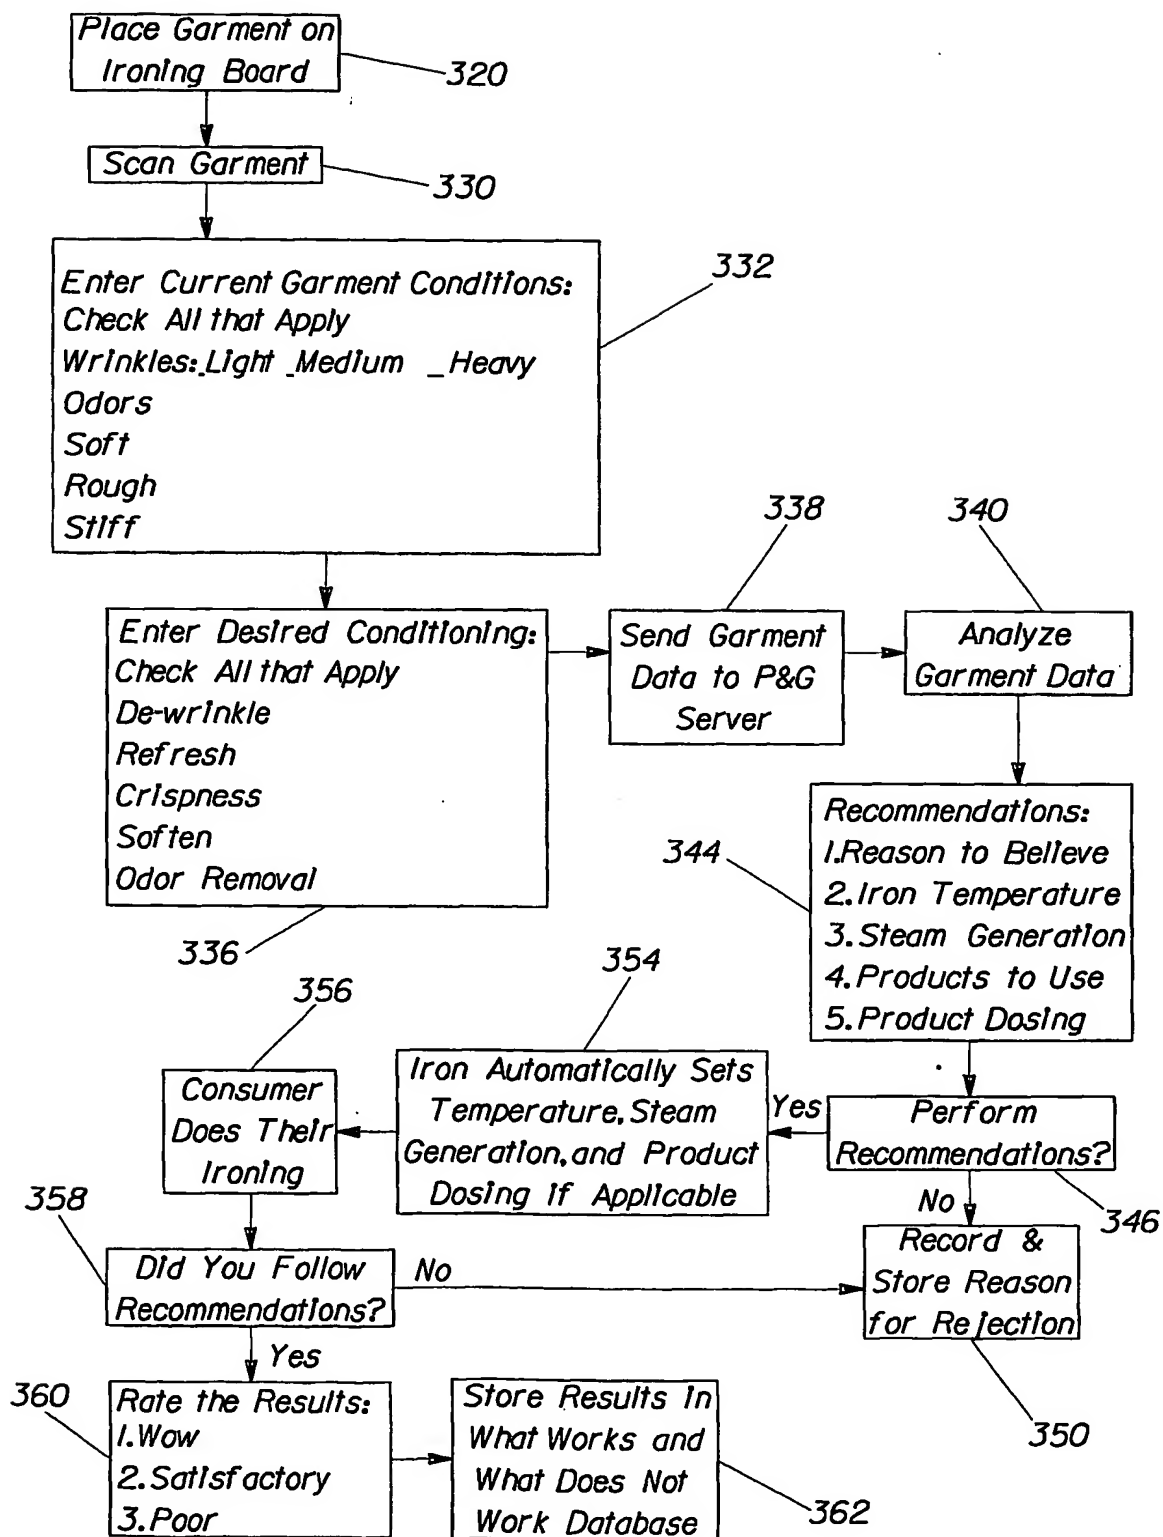 Place Garment on
Ironing Board
320
Scan Garment
330
Enter Current Garment Conditions:
Check All that Apply
Wrinkles:_Light _Medium _Heavy
Odors
Soft
Rough
Stiff
332
Enter Desired Conditioning:
Check All that Apply
De-wrinkle
Refresh
Crispness
Soften
Odor Removal
336
338
Send Garment
Data to P&G
Server
340
Analyze
Garment Data
344
Recommendations:
1.Reason to Believe
2.Iron Temperature
3.Steam Generation
4.Products to Use
5.Product Dosing
Perform
Recommendations?
346
Yes
No
354
Iron Automatically Sets
Temperature,Steam
Generation,and Product
Dosing if Applicable
356
Consumer
Does Their
Ironing
358
Did You Follow
Recommendations?
No
Yes
Record &
Store Reason
for Rejection
350
360
Rate the Results:
1.Wow
2.Satisfactory
3.Poor
Store Results In
What Works and
What Does Not
Work Database
362